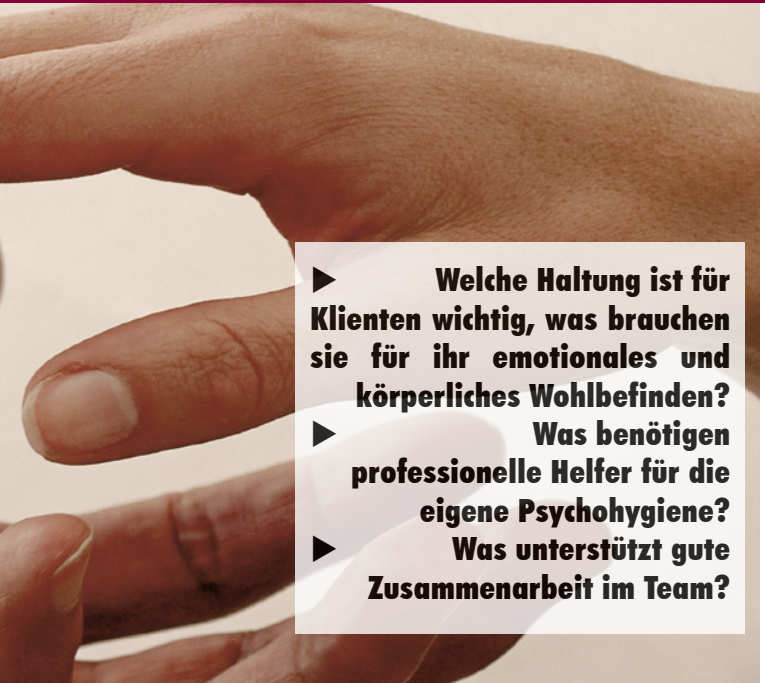 ▶ Welche Haltung ist für
Klienten wichtig, was brauchen
sie für ihr emotionales und
körperliches Wohlbefinden?
▶ Was benötigen
professionelle Helfer für die
eigene Psychohygiene?
▶ Was unterstützt gute
Zusammenarbeit im Team?